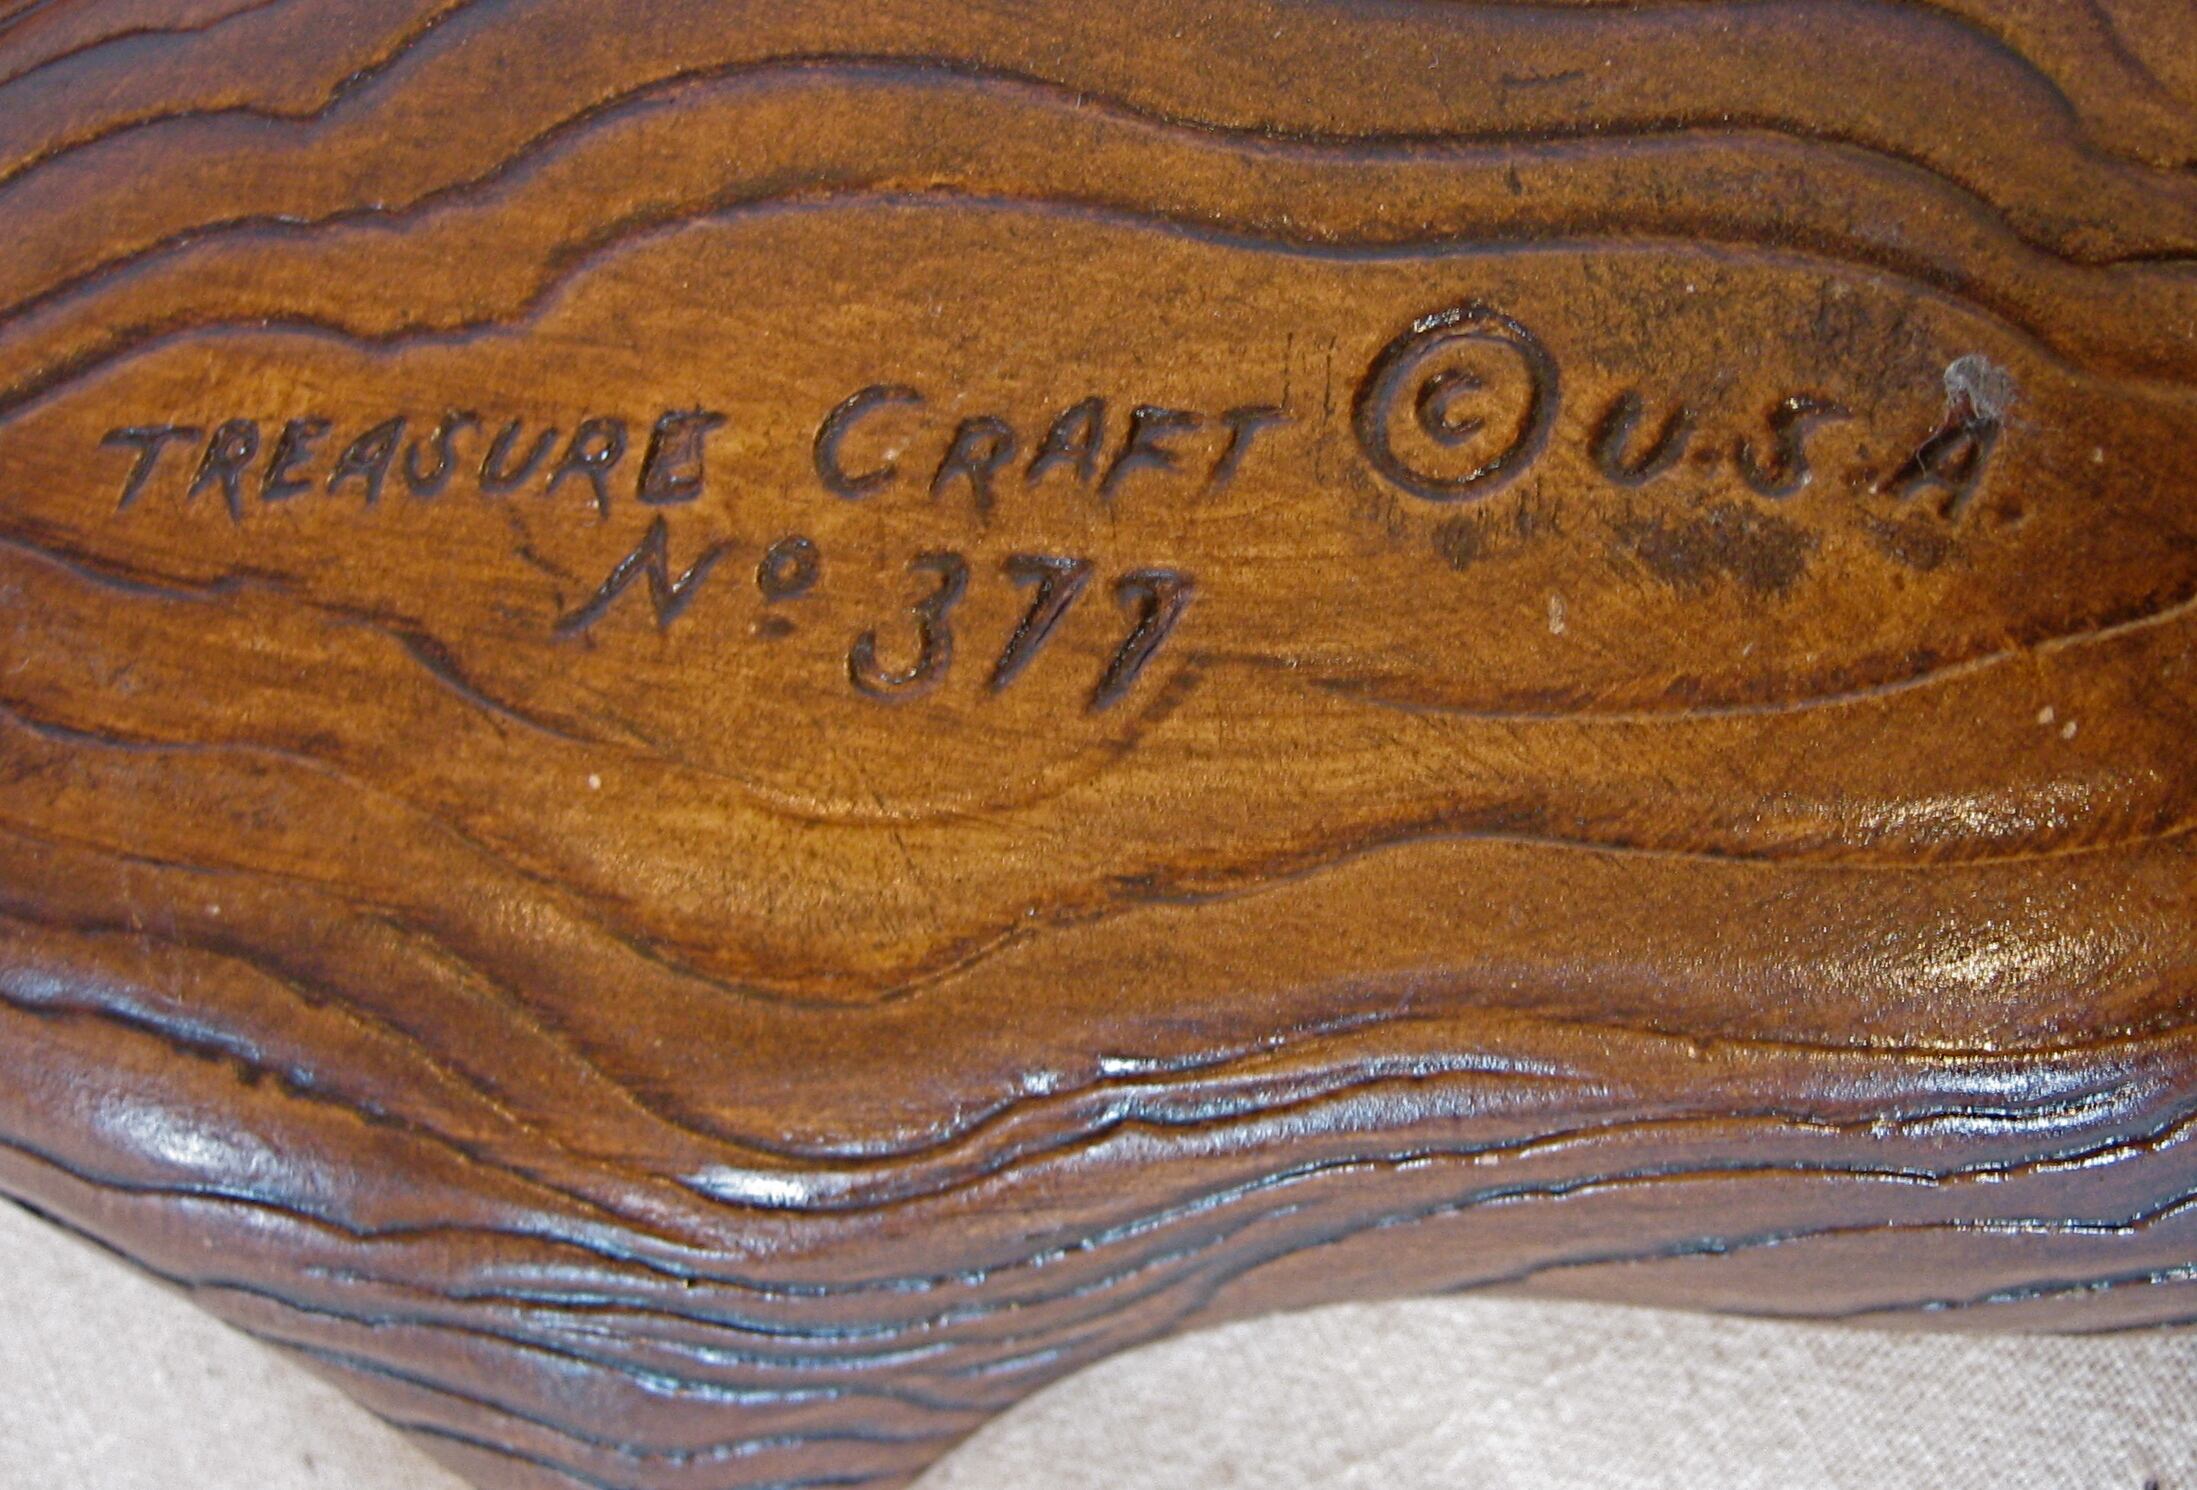 TREASURE CRAFT © U.S.A.
Nº 377